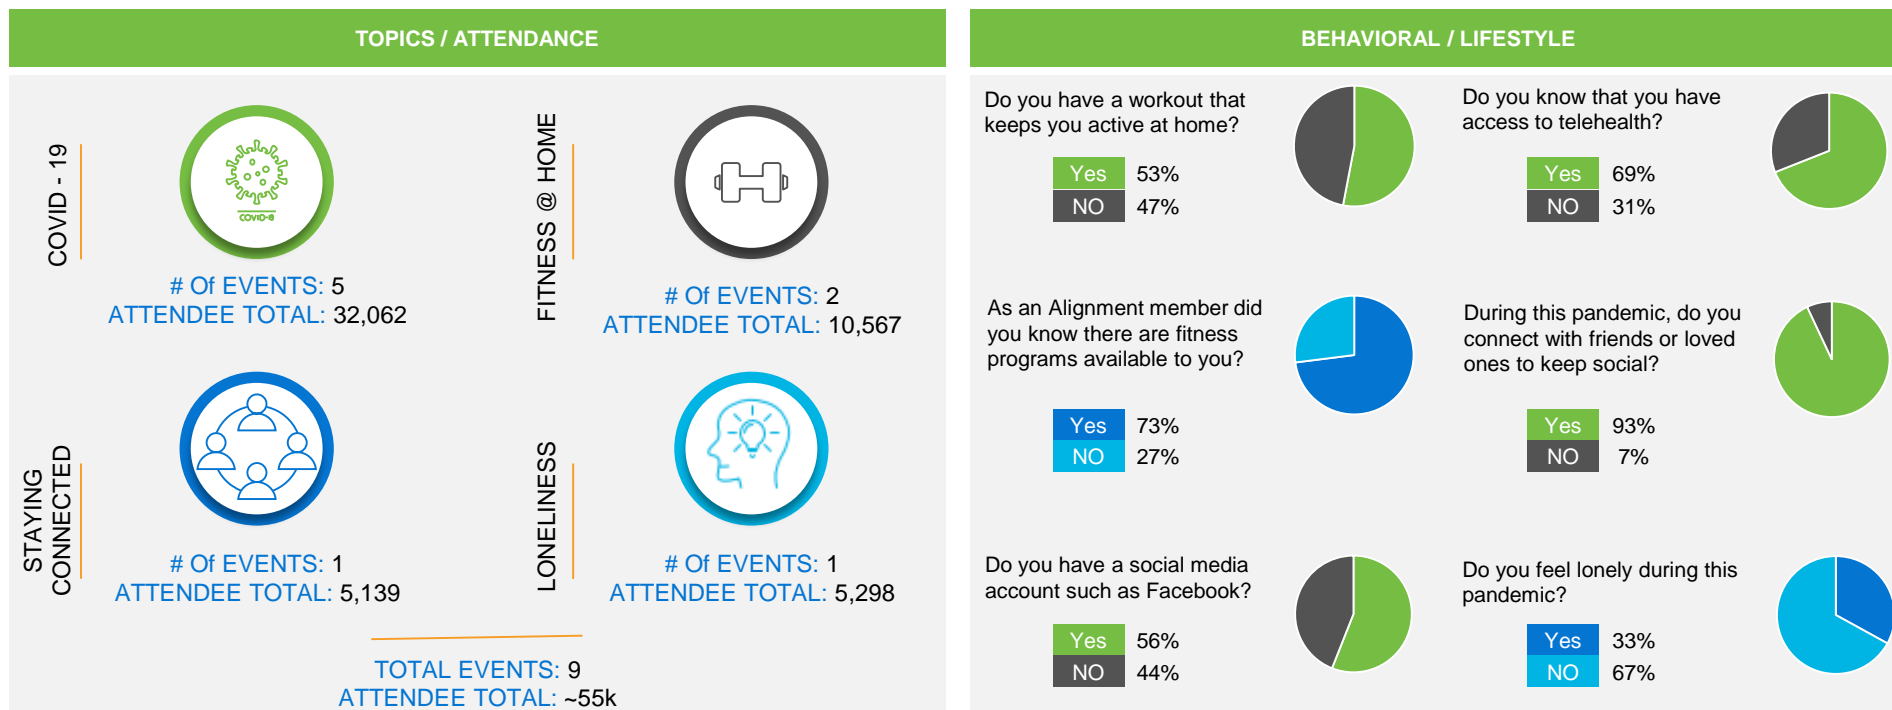 TOPICS / ATTENDANCE
COVID - 19
COVID-8
# Of EVENTS: 5
ATTENDEE TOTAL: 32,062
FITNESS @ HOME
# Of EVENTS: 2
ATTENDEE TOTAL: 10,567
STAYING
CONNECTED
# Of EVENTS: 1
ATTENDEE TOTAL: 5,139
LONELINESS
# Of EVENTS: 1
ATTENDEE TOTAL: 5,298
TOTAL EVENTS: 9
ATTENDEE TOTAL: ~55k
BEHAVIORAL / LIFESTYLE
Do you have a workout that
keeps you active at home?
Yes 53%
NO 47%
Do you know that you have
access to telehealth?
Yes 69%
NO 31%
As an Alignment member did
you know there are fitness
programs available to you?
Yes 73%
NO 27%
During this pandemic, do you
connect with friends or loved
ones to keep social?
Yes 93%
NO 7%
Do you have a social media
account such as Facebook?
Yes 56%
NO 44%
Do you feel lonely during this
pandemic?
Yes 33%
NO 67%